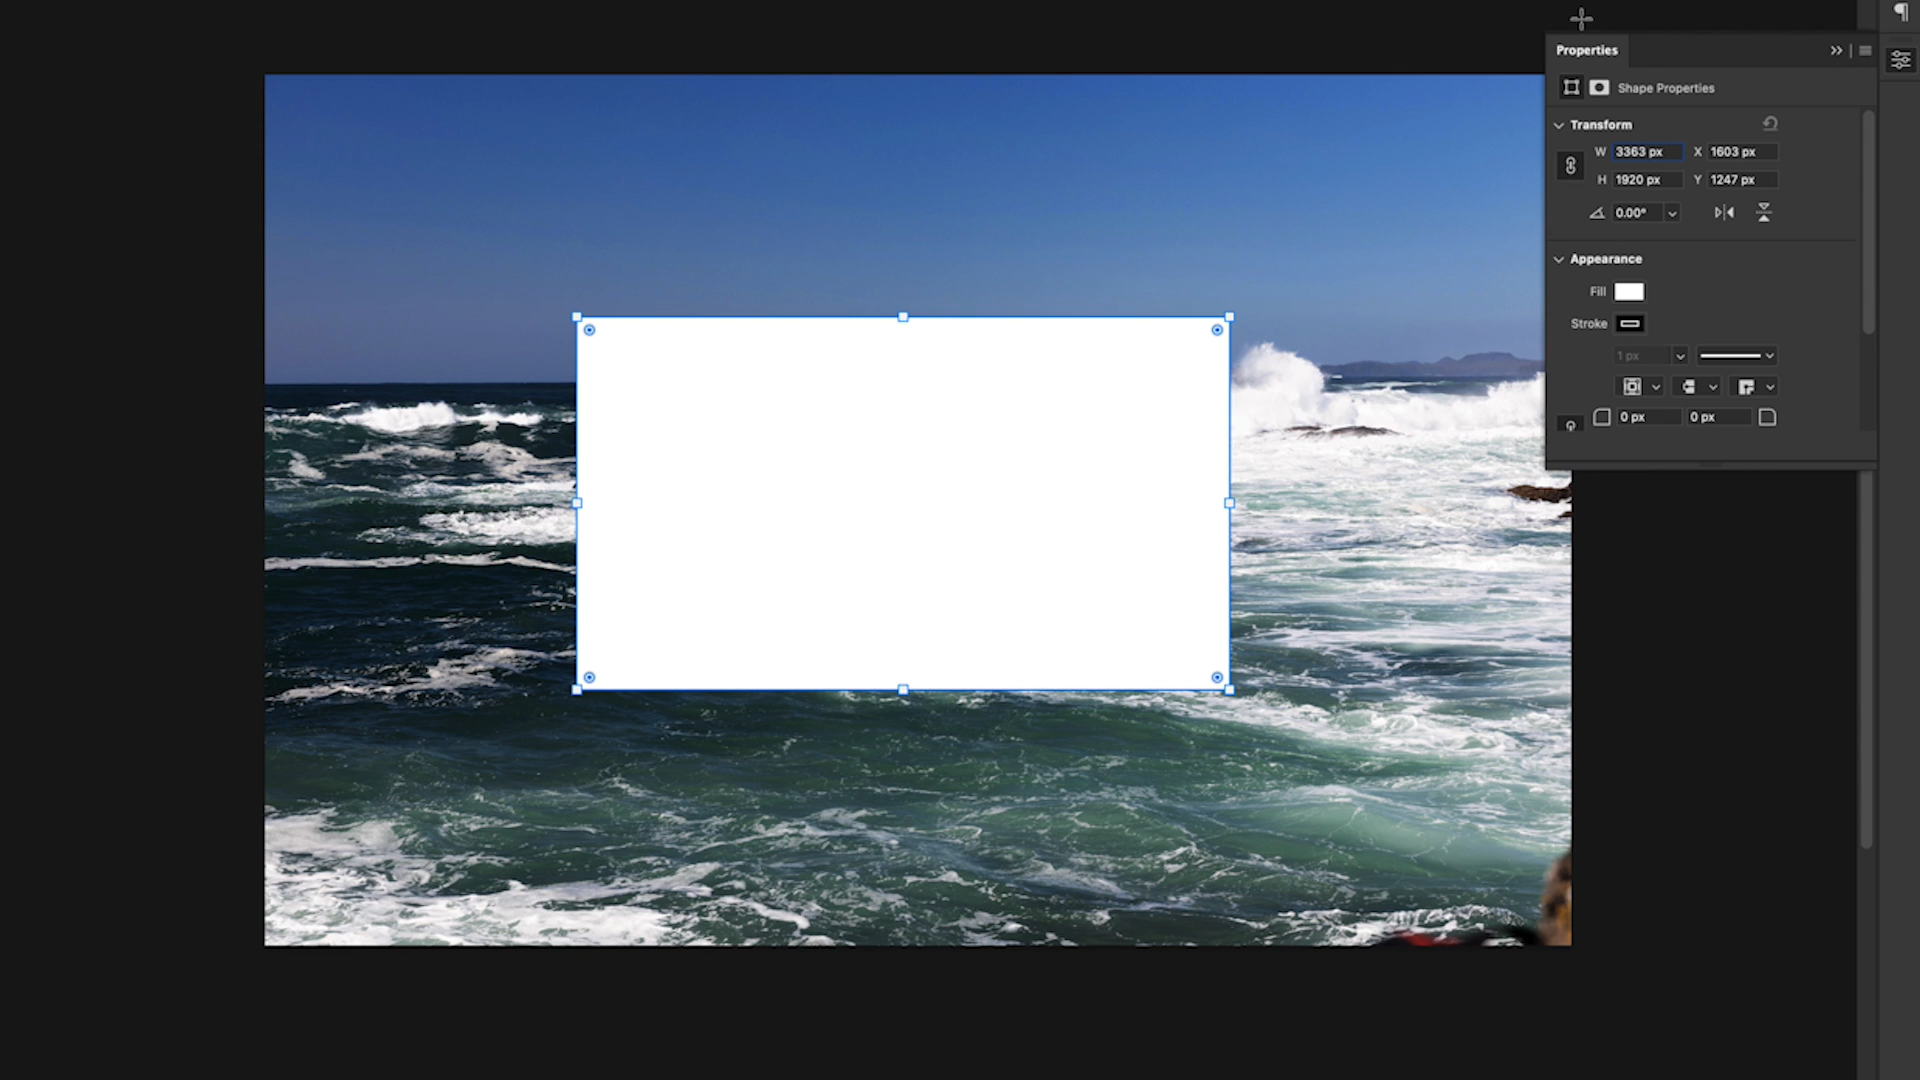 Properties
Shape Properties
Transform
W 3363 px X 1603 px
H 1920 px Y 1247 px
0.00°
Appearance
Fill
Stroke
1 px
0 px 0 px